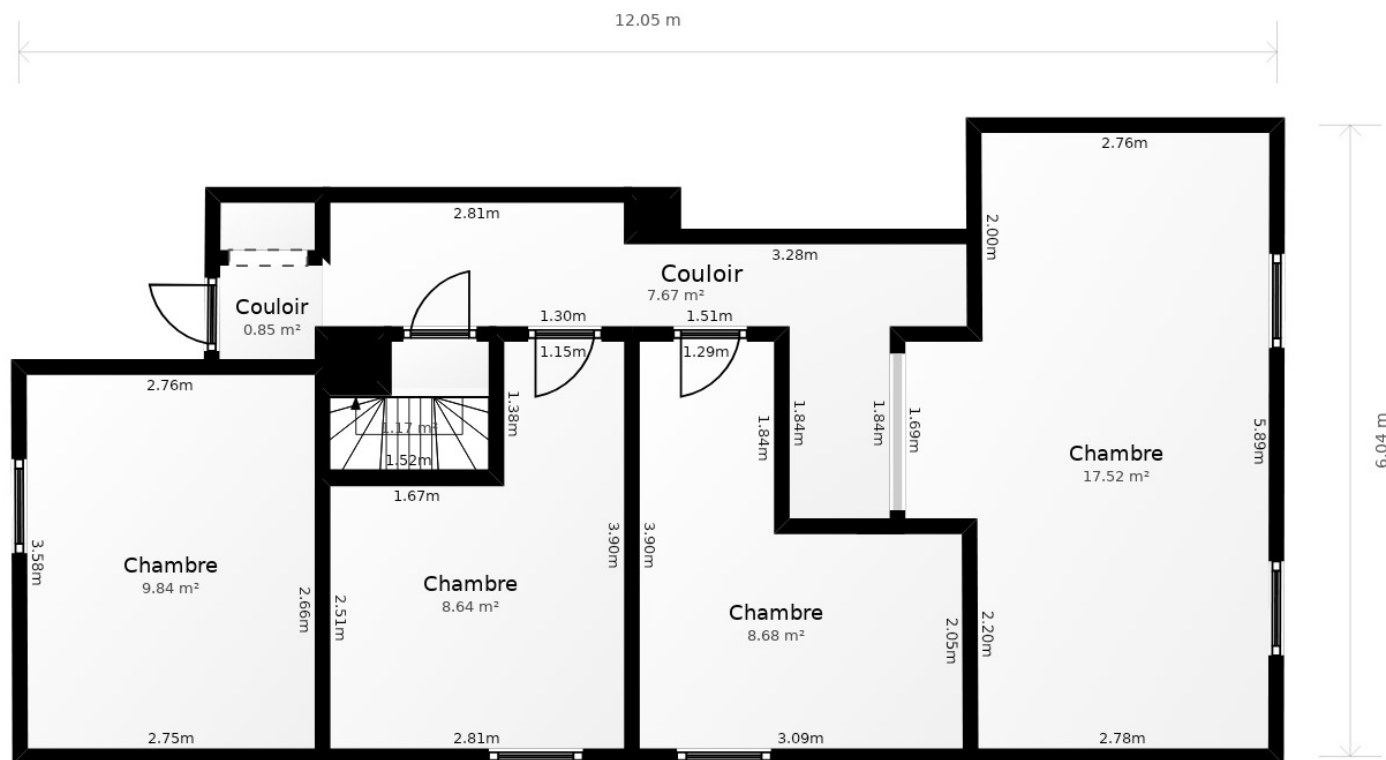 12.05 m
2.76m
2.81m
2.00m
3.28m
Couloir
7.67 m²
Couloir
0.85 m²
1.30m
1.51m
1.15m
1.29m
2.76m
1.38m
1.84m
1.84m
1.84m
1.69m
5.89m
6.04 m
1.17 m²
1.52m
1.67m
Chambre
17.52 m²
3.58m
Chambre
9.84 m²
2.66m
2.51m
Chambre
8.64 m²
3.90m
3.90m
Chambre
8.68 m²
2.05m
2.20m
2.75m
2.81m
3.09m
2.78m